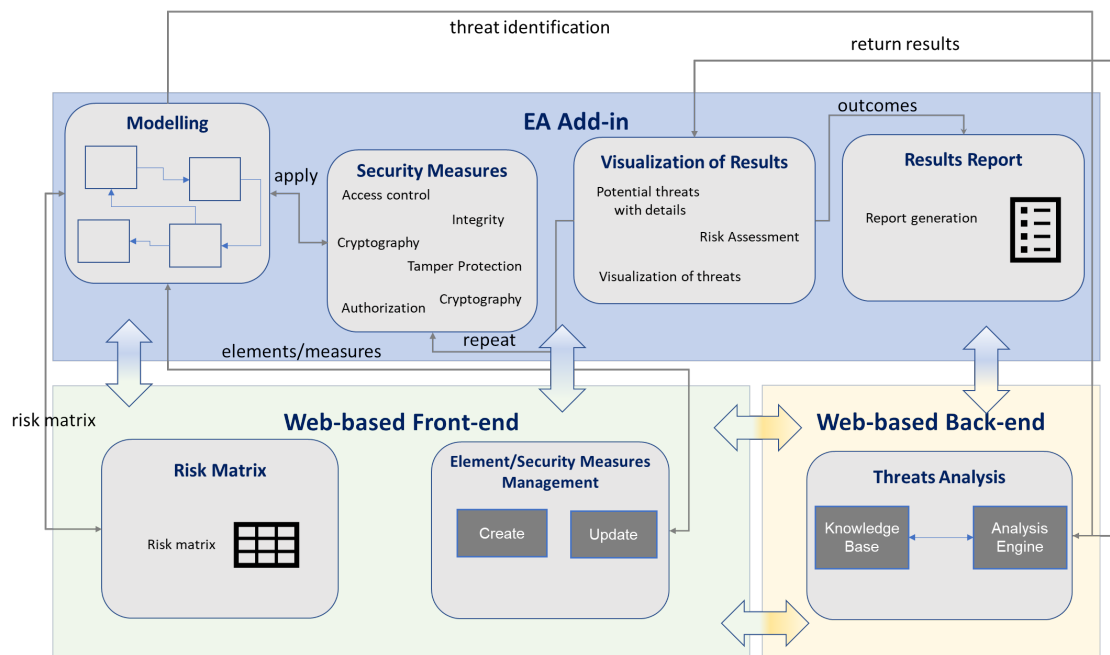 threat identification
return results
outcomes
EA Add-in
Modelling
apply
Security Measures
Access control
Integrity
Cryptography
Tamper Protection
Cryptography
Authorization
Visualization of Results
Potential threats
with details
Risk Assessment
Visualization of threats
Results Report
Report generation
repeat
elements/measures
risk matrix
Web-based Front-end
Risk Matrix
Risk matrix
Element/Security Measures
Management
Create
Update
Web-based Back-end
Threats Analysis
Knowledge
Base
Analysis
Engine